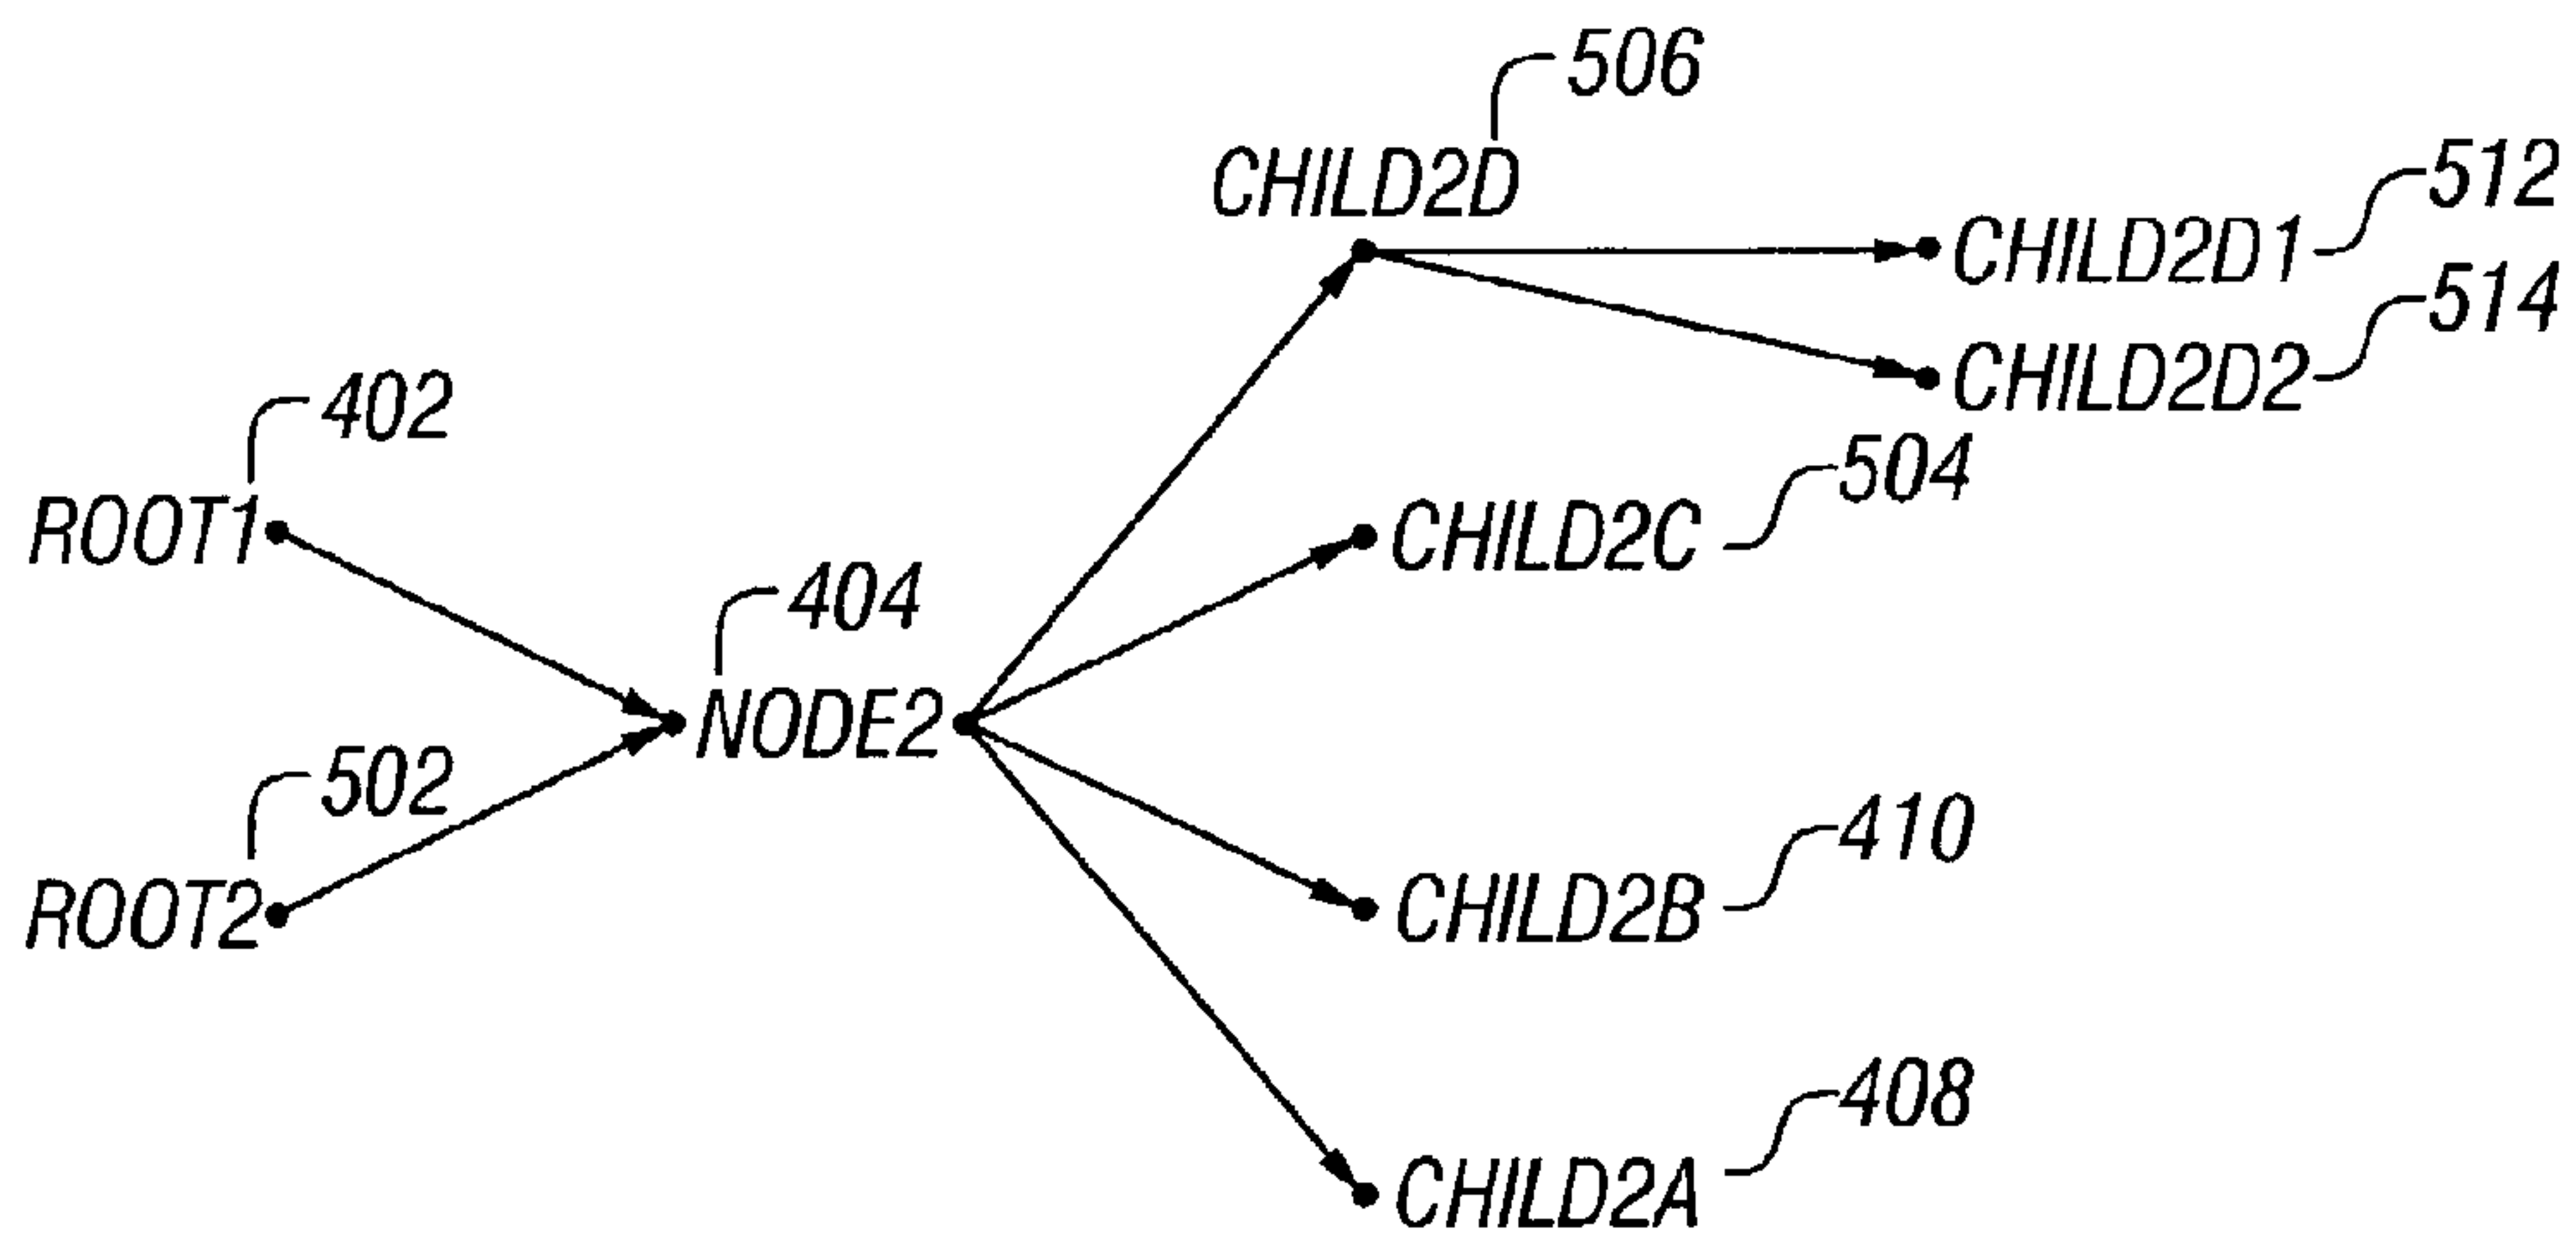 506
CHILD2D
512
CHILD2D1
514
CHILD2D2
402
ROOT1
504
CHILD2C
404
NODE2
502
ROOT2
410
CHILD2B
408
CHILD2A